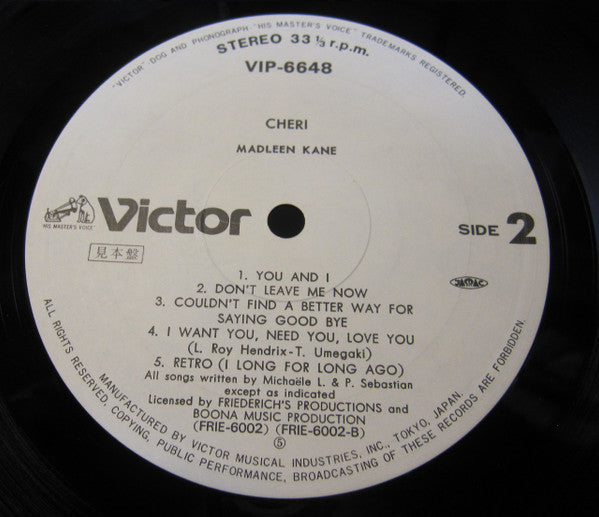 "VICTOR" DOG AND PHONOGRAPH "HIS MASTER'S VOICE" TRADEMARKS REGISTERED.
STEREO 33 1/3 r.p.m.
VIP-6648
CHERI
MADLEEN KANE
"HIS MASTER'S VOICE"
Victor
SIDE 2
見本盤
JASRAC
1. YOU AND I
2. DON'T LEAVE ME NOW
3. COULDN'T FIND A BETTER WAY FOR
SAYING GOOD BYE
4. I WANT YOU, NEED YOU, LOVE YOU
(L. Roy Hendrix-T. Umegaki)
5. RETRO (I LONG FOR LONG AGO)
All songs written by Michaële L. & P. Sebastian
except as indicated
Licensed by FRIEDERICH'S PRODUCTIONS and
BOONA MUSIC PRODUCTION
(FRIE-6002) (FRIE-6002-B)
⑤
MANUFACTURED BY VICTOR MUSICAL INDUSTRIES, INC., TOKYO, JAPAN.
ALL RIGHTS RESERVED. COPYING, PUBLIC PERFORMANCE, BROADCASTING OF THESE RECORDS ARE FORBIDDEN.